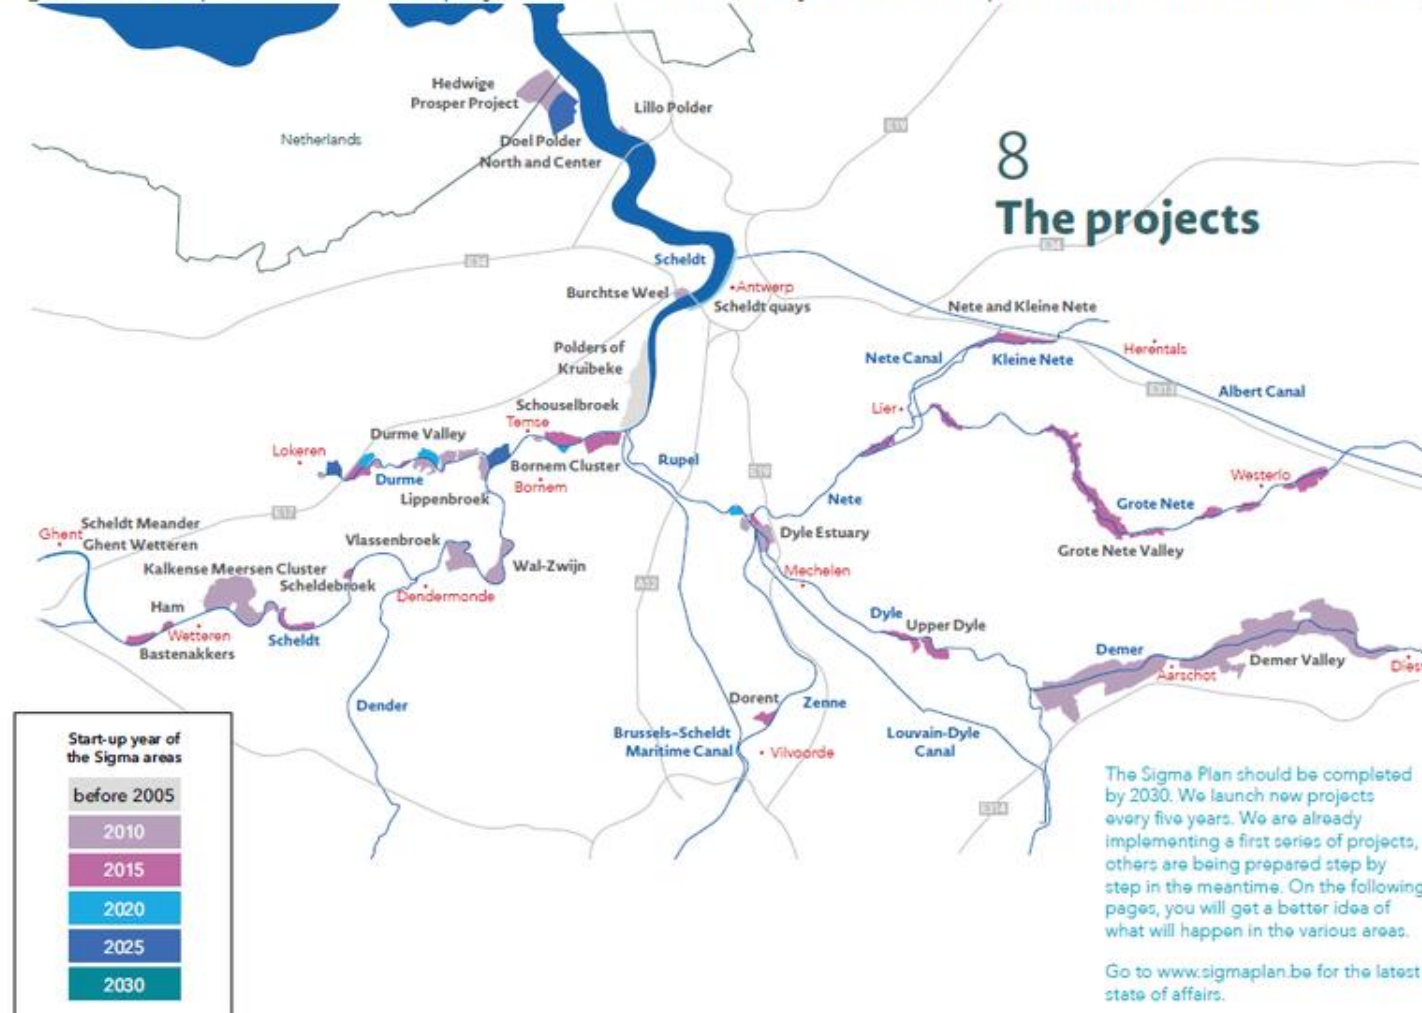 Hedwige
Prosper Project
Lillo Polder
Netherlands
Doel Polder
North and Center
E19
8
The projects
E34
E34
Scheldt
Burchtse Weel
Antwerp
Scheldt quays
Nete and Kleine Nete
Polders of
Kruibeke
Nete Canal
Kleine Nete
Herentals
Albert Canal
Schouselbroek
Temse
Lier
Durme Valley
Lokeren
Durme
Bornem Cluster
Bornem
Rupel
E19
Westerlo
Lippenbroek
Nete
Grote Nete
E17
Scheldt Meander
Ghent
Ghent Wetteren
Vlassenbroek
Dyle Estuary
Grote Nete Valley
Kalkense Meersen Cluster
Wal-Zwijn
Scheldebroek
Mechelen
A12
Dendermonde
Ham
Wetteren
Scheldt
Bastenakkers
Dyle
Upper Dyle
Demer
Demer Valley
Aarschot
Dender
Dorent
Zenne
Brussels-Scheldt
Maritime Canal
Vilvoorde
Louvain-Dyle
Canal
E314
Start-up year of
the Sigma areas
before 2005
2010
2015
2020
2025
2030
The Sigma Plan should be completed
by 2030. We launch new projects
every five years. We are already
implementing a first series of projects,
others are being prepared step by
step in the meantime. On the following
pages, you will get a better idea of
what will happen in the various areas.
Go to www.sigmaplan.be for the latest
state of affairs.